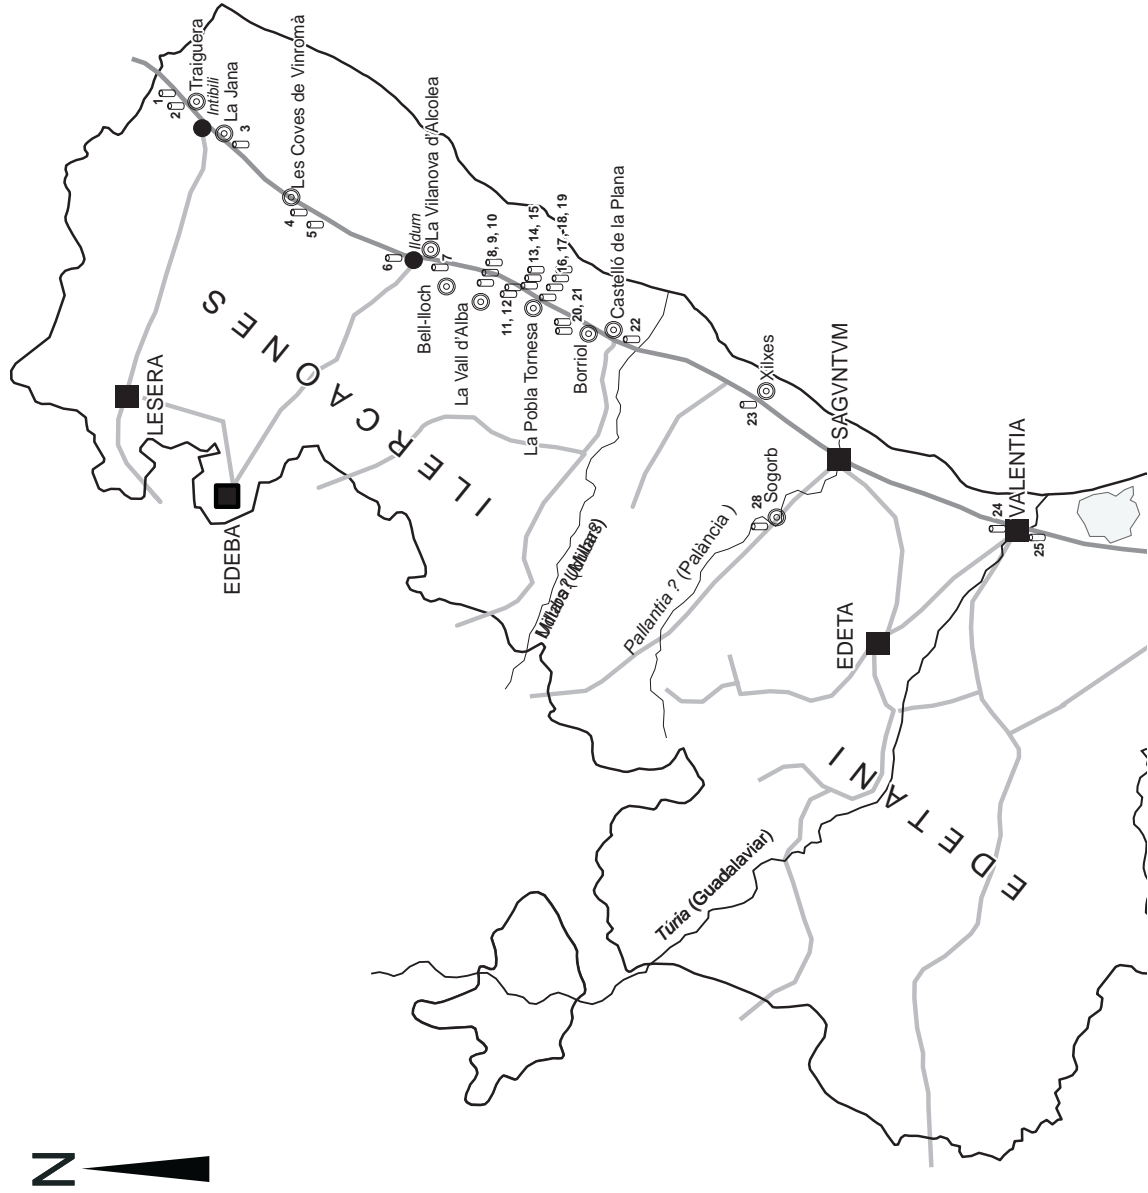 1
2
Traiguera
Intibili
La Jana
3
Les Coves de Vinromà
4
5
6
Ildum
La Vilanova d'Alcolea
7
Bell-lloch
8, 9, 10
La Vall d'Alba
11, 12
13, 14, 15
16, 17, 18, 19
La Pobla Tornesa
20, 21
Borriol
Castelló de la Plana
22
LESERA
EDEBA
ILERCAONES
(Millars)
Xilxes
23
SAGVNTVM
28
Sogorb
Pallantia ? (Palància )
24
VALENTIA
25
EDETA
EDETANI
Túria (Guadalaviar)
N